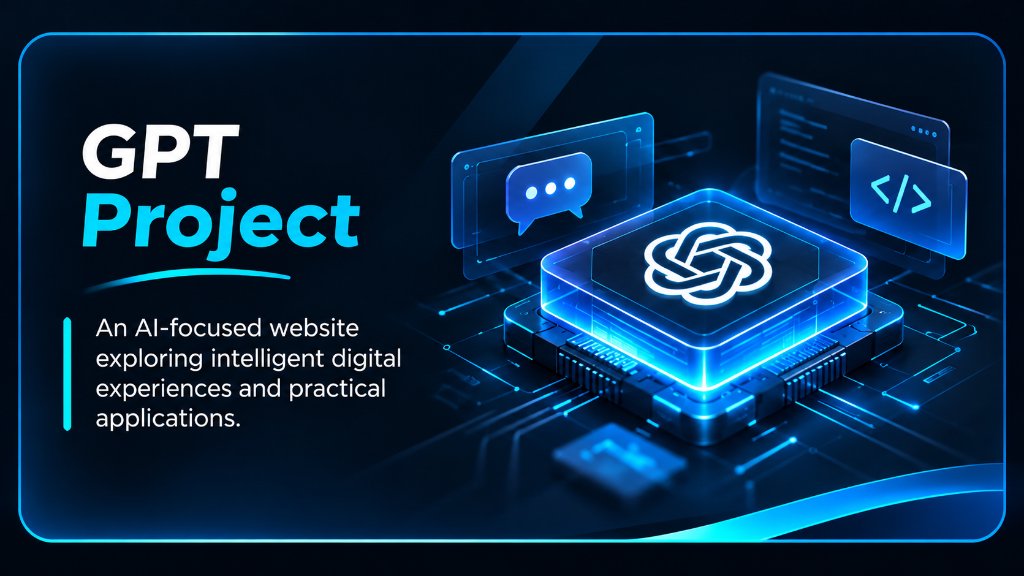 GPT
Project
An AI-focused website
exploring intelligent digital
experiences and practical
applications.
</>